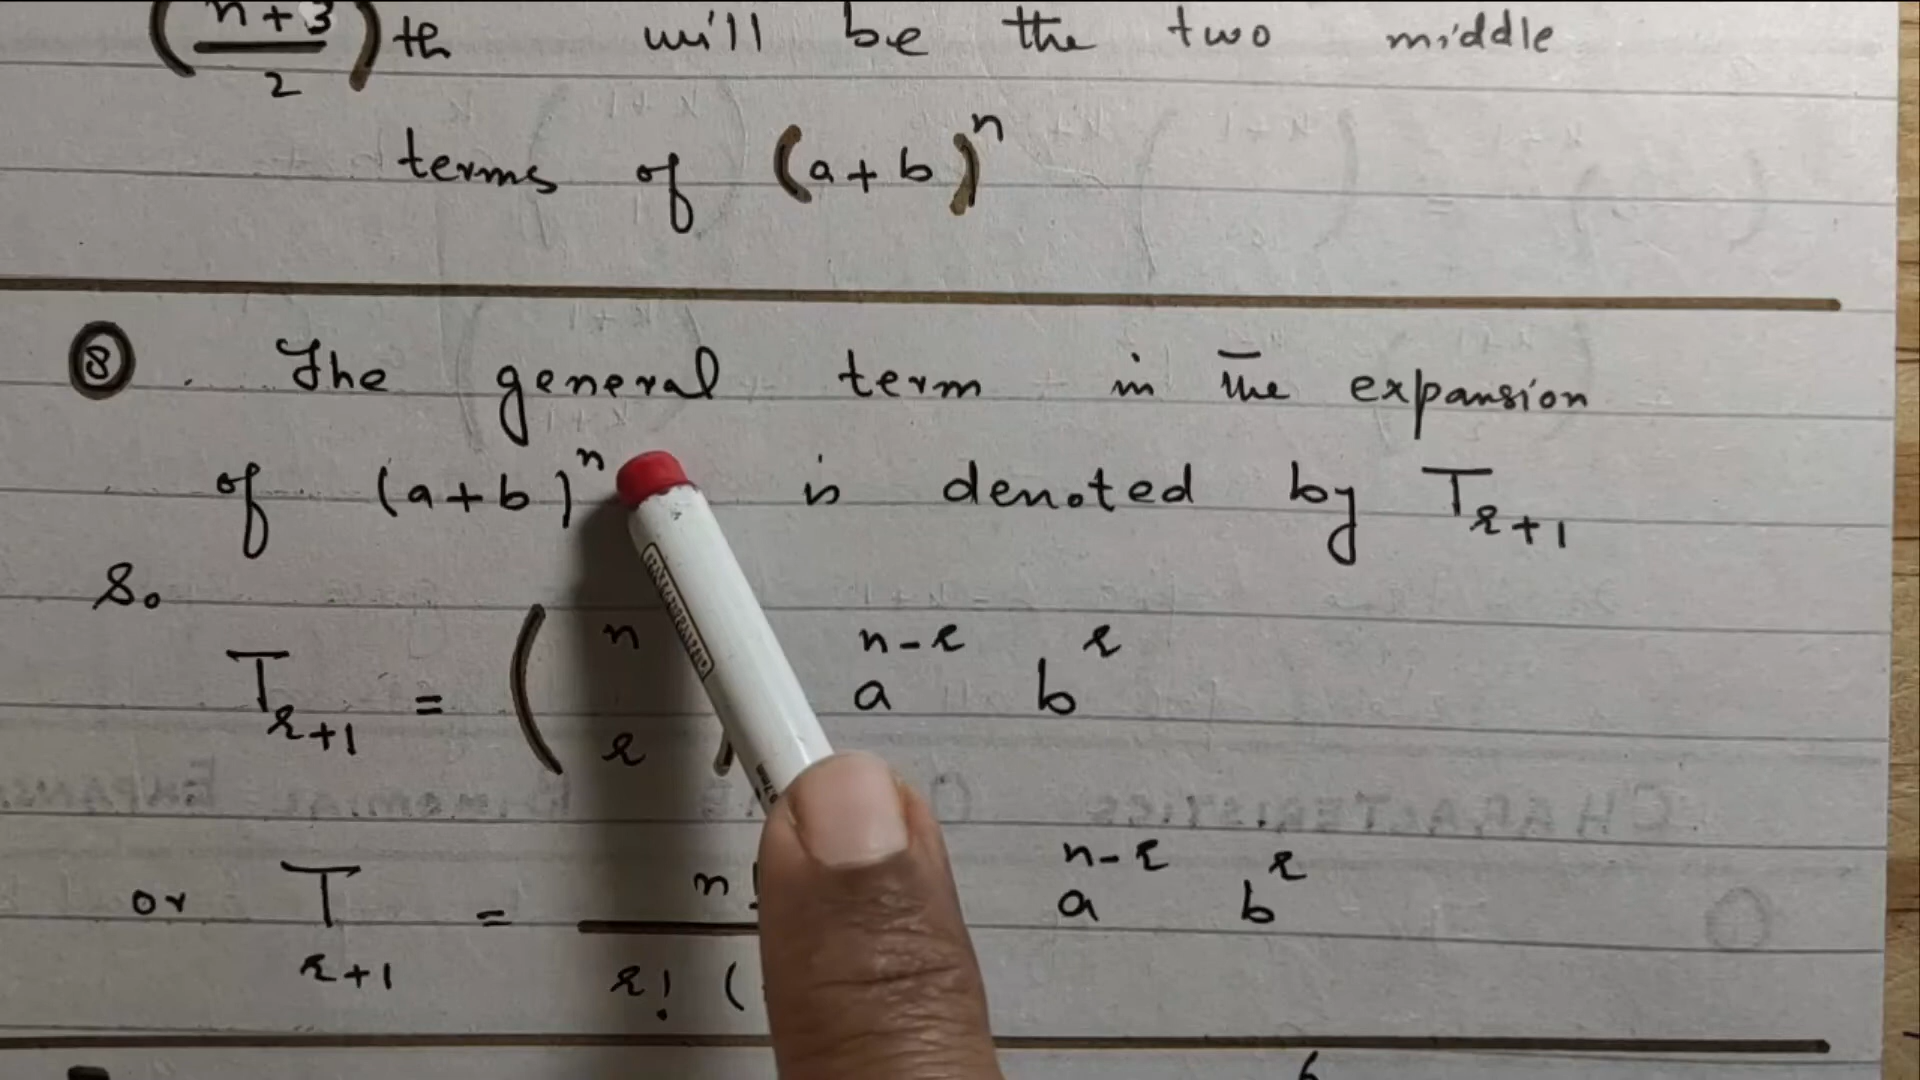 (n+3/2)th will be the two middle
terms of (a+b)^n
⑧ The general term in the expansion
of (a+b)^n is denoted by T_{r+1}
So
T_{r+1} = (n r) a^{n-r} b^r
or T_{r+1} = n! / r! ( a^{n-r} b^r
6